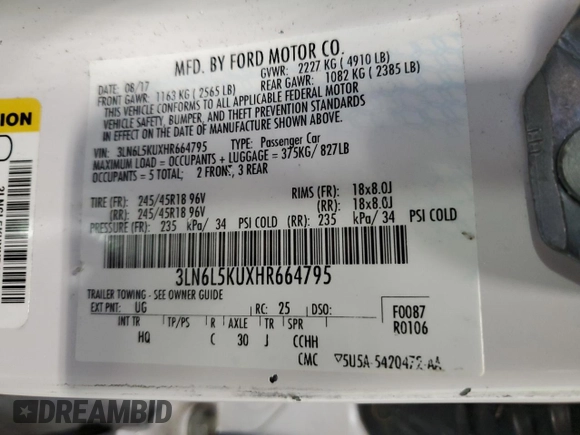 MFD. BY FORD MOTOR CO.
DATE: 08/17 GVWR: 2227 KG ( 4910 LB)
FRONT GAWR: 1163 KG ( 2565 LB) REAR GAWR: 1082 KG ( 2385 LB)
THIS VEHICLE CONFORMS TO ALL APPLICABLE FEDERAL MOTOR
VEHICLE SAFETY, BUMPER, AND THEFT PREVENTION STANDARDS
IN EFFECT ON THE DATE OF MANUFACTURE SHOWN ABOVE.
VIN: 3LN6L5KUXHR664795 TYPE: Passenger Car
MAXIMUM LOAD = OCCUPANTS + LUGGAGE = 375KG/ 827LB
OCCUPANTS = 5 TOTAL; 2 FRONT, 3 REAR
TIRE (FR): 245/45R18 96V RIMS (FR): 18x8.0J
(RR): 245/45R18 96V (RR): 18x8.0J
PRESSURE (FR): 235 kPa/ 34 PSI COLD (RR): 235 kPa/ 34 PSI COLD
3LN6L5KUXHR664795
TRAILER TOWING - SEE OWNER GUIDE
EXT PNT: UG RC: 25 DSO: F0087
INT TR TP/PS R AXLE TR SPR R0106
HQ C 30 J CCHH
CMC ▽5U5A-5420472-AA
DREAMBID